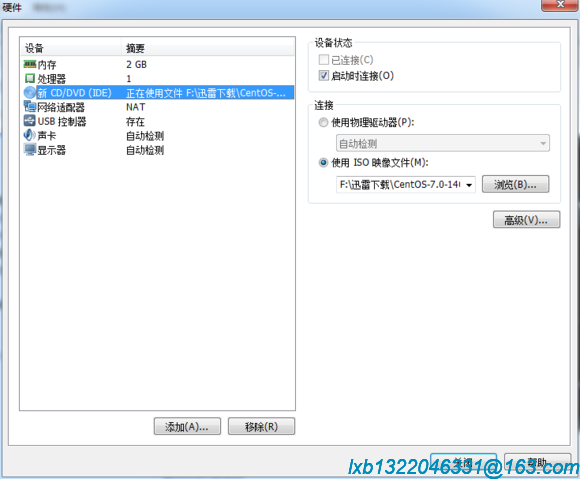 硬件
设备 摘要
内存 2 GB
处理器 1
新 CD/DVD (IDE) 正在使用文件 F:\迅雷下载\CentOS-...
网络适配器 NAT
USB 控制器 存在
声卡 自动检测
显示器 自动检测
添加(A)... 移除(R)
设备状态
已连接(C)
启动时连接(O)
连接
使用物理驱动器(P):
自动检测
使用 ISO 映像文件(M):
F:\迅雷下载\CentOS-7.0-14( 浏览(B)...
高级(V)...
关闭 帮助
lxb1322046331@163.com